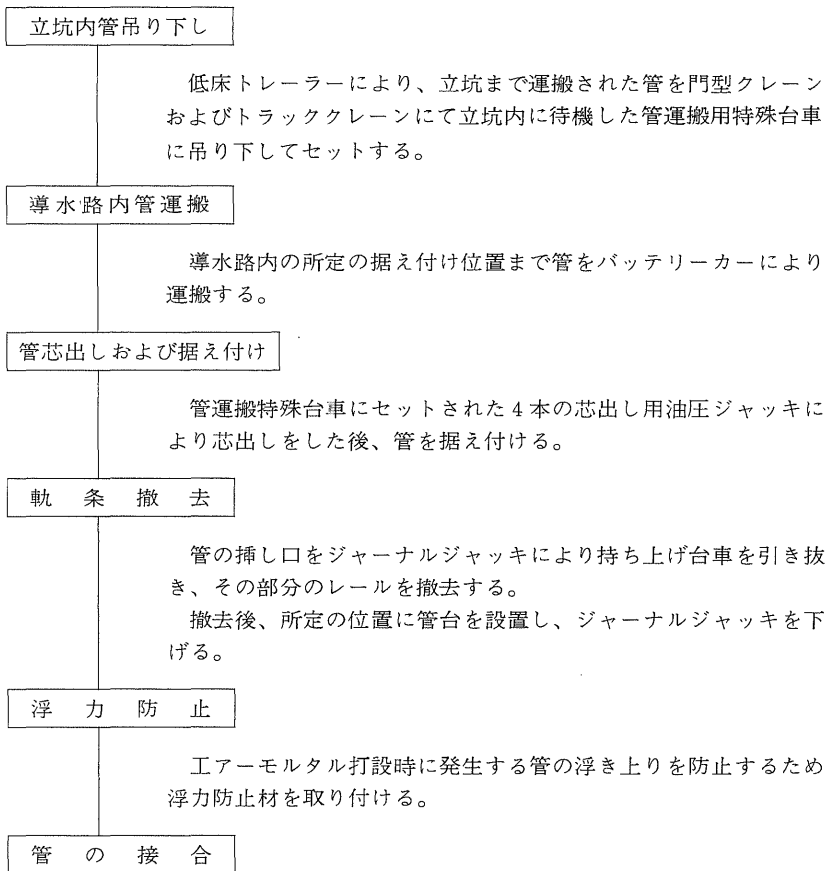 立坑内管吊り下し
低床トレーラーにより、立坑まで運搬された管を門型クレーン
およびトラッククレーンにて立坑内に待機した管運搬用特殊台車
に吊り下してセットする。
導水路内管運搬
導水路内の所定の据え付け位置まで管をバッテリーカーにより
運搬する。
管芯出しおよび据え付け
管運搬特殊台車にセットされた4本の芯出し用油圧ジャッキに
より芯出しをした後、管を据え付ける。
軌条撤去
管の挿し口をジャーナルジャッキにより持ち上げ台車を引き抜
き、その部分のレールを撤去する。
撤去後、所定の位置に管台を設置し、ジャーナルジャッキを下
げる。
浮力防止
エアーモルタル打設時に発生する管の浮き上りを防止するため
浮力防止材を取り付ける。
管の接合